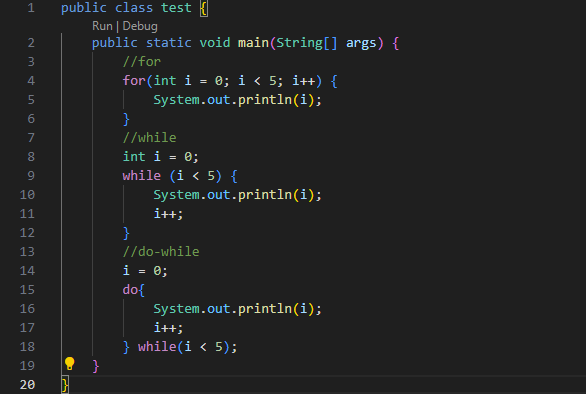 1 public class test {
Run | Debug
2 public static void main(String[] args) {
3 //for
4 for(int i = 0; i < 5; i++) {
5 System.out.println(i);
6 }
7 //while
8 int i = 0;
9 while (i < 5) {
10 System.out.println(i);
11 i++;
12 }
13 //do-while
14 i = 0;
15 do{
16 System.out.println(i);
17 i++;
18 } while(i < 5);
19 }
20 }